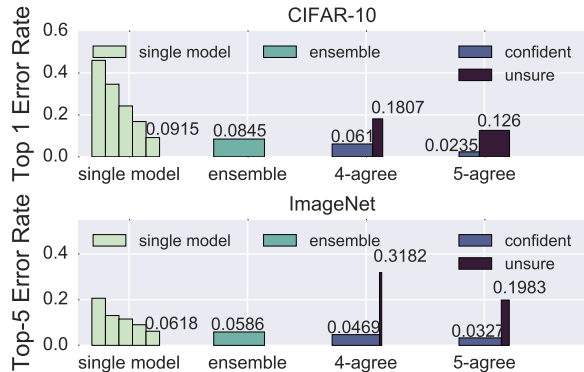 CIFAR-10
Top 1 Error Rate
0.6
0.4
0.2
0.0
single model
ensemble
confident
unsure
0.0915
0.0845
0.061
0.1807
0.0235
0.126
single model
ensemble
4-agree
5-agree
ImageNet
Top-5 Error Rate
0.4
0.2
0.0
single model
ensemble
confident
unsure
0.0618
0.0586
0.0469
0.3182
0.0327
0.1983
single model
ensemble
4-agree
5-agree